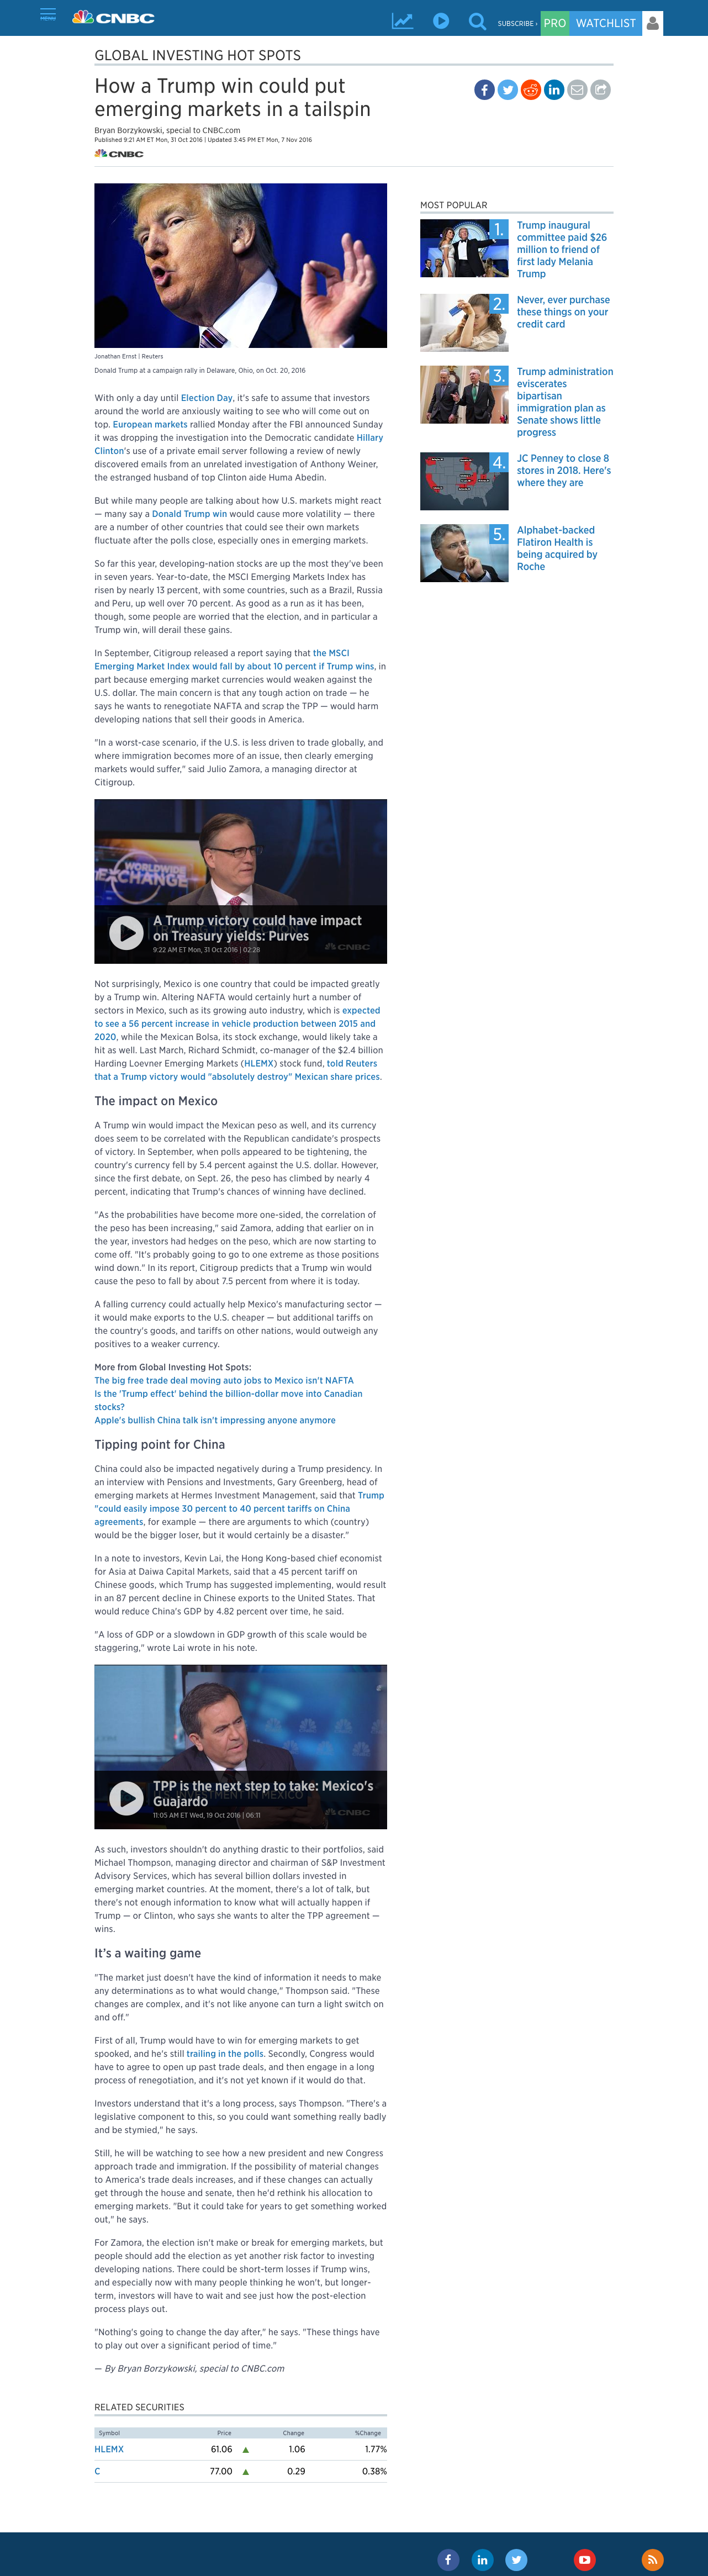 MENU
CNBC
SUBSCRIBE ›
PRO
WATCHLIST
GLOBAL INVESTING HOT SPOTS
How a Trump win could put
emerging markets in a tailspin
Bryan Borzykowski, special to CNBC.com
Published 9:21 AM ET Mon, 31 Oct 2016 | Updated 3:45 PM ET Mon, 7 Nov 2016
CNBC
Jonathan Ernst | Reuters
Donald Trump at a campaign rally in Delaware, Ohio, on Oct. 20, 2016
With only a day until Election Day, it's safe to assume that investors
around the world are anxiously waiting to see who will come out on
top. European markets rallied Monday after the FBI announced Sunday
it was dropping the investigation into the Democratic candidate Hillary
Clinton's use of a private email server following a review of newly
discovered emails from an unrelated investigation of Anthony Weiner,
the estranged husband of top Clinton aide Huma Abedin.
But while many people are talking about how U.S. markets might react
— many say a Donald Trump win would cause more volatility — there
are a number of other countries that could see their own markets
fluctuate after the polls close, especially ones in emerging markets.
So far this year, developing-nation stocks are up the most they've been
in seven years. Year-to-date, the MSCI Emerging Markets Index has
risen by nearly 13 percent, with some countries, such as a Brazil, Russia
and Peru, up well over 70 percent. As good as a run as it has been,
though, some people are worried that the election, and in particular a
Trump win, will derail these gains.
In September, Citigroup released a report saying that the MSCI
Emerging Market Index would fall by about 10 percent if Trump wins, in
part because emerging market currencies would weaken against the
U.S. dollar. The main concern is that any tough action on trade — he
says he wants to renegotiate NAFTA and scrap the TPP — would harm
developing nations that sell their goods in America.
"In a worst-case scenario, if the U.S. is less driven to trade globally, and
where immigration becomes more of an issue, then clearly emerging
markets would suffer," said Julio Zamora, a managing director at
Citigroup.
WORLDWIDE
EXCHANGE
A Trump victory could have impact
on Treasury yields: Purves
9:22 AM ET Mon, 31 Oct 2016 | 02:28
CNBC
Not surprisingly, Mexico is one country that could be impacted greatly
by a Trump win. Altering NAFTA would certainly hurt a number of
sectors in Mexico, such as its growing auto industry, which is expected
to see a 56 percent increase in vehicle production between 2015 and
2020, while the Mexican Bolsa, its stock exchange, would likely take a
hit as well. Last March, Richard Schmidt, co-manager of the $2.4 billion
Harding Loevner Emerging Markets (HLEMX) stock fund, told Reuters
that a Trump victory would "absolutely destroy" Mexican share prices.
The impact on Mexico
A Trump win would impact the Mexican peso as well, and its currency
does seem to be correlated with the Republican candidate's prospects
of victory. In September, when polls appeared to be tightening, the
country's currency fell by 5.4 percent against the U.S. dollar. However,
since the first debate, on Sept. 26, the peso has climbed by nearly 4
percent, indicating that Trump's chances of winning have declined.
"As the probabilities have become more one-sided, the correlation of
the peso has been increasing," said Zamora, adding that earlier on in
the year, investors had hedges on the peso, which are now starting to
come off. "It's probably going to go to one extreme as those positions
wind down." In its report, Citigroup predicts that a Trump win would
cause the peso to fall by about 7.5 percent from where it is today.
A falling currency could actually help Mexico's manufacturing sector —
it would make exports to the U.S. cheaper — but additional tariffs on
the country's goods, and tariffs on other nations, would outweigh any
positives to a weaker currency.
More from Global Investing Hot Spots:
The big free trade deal moving auto jobs to Mexico isn't NAFTA
Is the 'Trump effect' behind the billion-dollar move into Canadian
stocks?
Apple's bullish China talk isn't impressing anyone anymore
Tipping point for China
China could also be impacted negatively during a Trump presidency. In
an interview with Pensions and Investments, Gary Greenberg, head of
emerging markets at Hermes Investment Management, said that Trump
"could easily impose 30 percent to 40 percent tariffs on China
agreements, for example — there are arguments to which (country)
would be the bigger loser, but it would certainly be a disaster."
In a note to investors, Kevin Lai, the Hong Kong-based chief economist
for Asia at Daiwa Capital Markets, said that a 45 percent tariff on
Chinese goods, which Trump has suggested implementing, would result
in an 87 percent decline in Chinese exports to the United States. That
would reduce China's GDP by 4.82 percent over time, he said.
"A loss of GDP or a slowdown in GDP growth of this scale would be
staggering," wrote Lai wrote in his note.
TPP is the next step to take: Mexico's
Guajardo
11:05 AM ET Wed, 19 Oct 2016 | 06:11
CNBC
As such, investors shouldn't do anything drastic to their portfolios, said
Michael Thompson, managing director and chairman of S&P Investment
Advisory Services, which has several billion dollars invested in
emerging market countries. At the moment, there's a lot of talk, but
there's not enough information to know what will actually happen if
Trump — or Clinton, who says she wants to alter the TPP agreement —
wins.
It's a waiting game
"The market just doesn't have the kind of information it needs to make
any determinations as to what would change," Thompson said. "These
changes are complex, and it's not like anyone can turn a light switch on
and off."
First of all, Trump would have to win for emerging markets to get
spooked, and he's still trailing in the polls. Secondly, Congress would
have to agree to open up past trade deals, and then engage in a long
process of renegotiation, and it's not yet known if it would do that.
Investors understand that it's a long process, says Thompson. "There's a
legislative component to this, so you could want something really badly
and be stymied," he says.
Still, he will be watching to see how a new president and new Congress
approach trade and immigration. If the possibility of material changes
to America's trade deals increases, and if these changes can actually
get through the house and senate, then he'd rethink his allocation to
emerging markets. "But it could take for years to get something worked
out," he says.
For Zamora, the election isn't make or break for emerging markets, but
people should add the election as yet another risk factor to investing
developing nations. There could be short-term losses if Trump wins,
and especially now with many people thinking he won't, but longer-
term, investors will have to wait and see just how the post-election
process plays out.
"Nothing's going to change the day after," he says. "These things have
to play out over a significant period of time."
— By Bryan Borzykowski, special to CNBC.com
RELATED SECURITIES
Symbol Price Change %Change
HLEMX 61.06 1.06 1.77%
C 77.00 0.29 0.38%
MOST POPULAR
1.
Trump inaugural
committee paid $26
million to friend of
first lady Melania
Trump
2.
Never, ever purchase
these things on your
credit card
3.
Trump administration
eviscerates
bipartisan
immigration plan as
Senate shows little
progress
4.
JC Penney to close 8
stores in 2018. Here's
where they are
5.
Alphabet-backed
Flatiron Health is
being acquired by
Roche